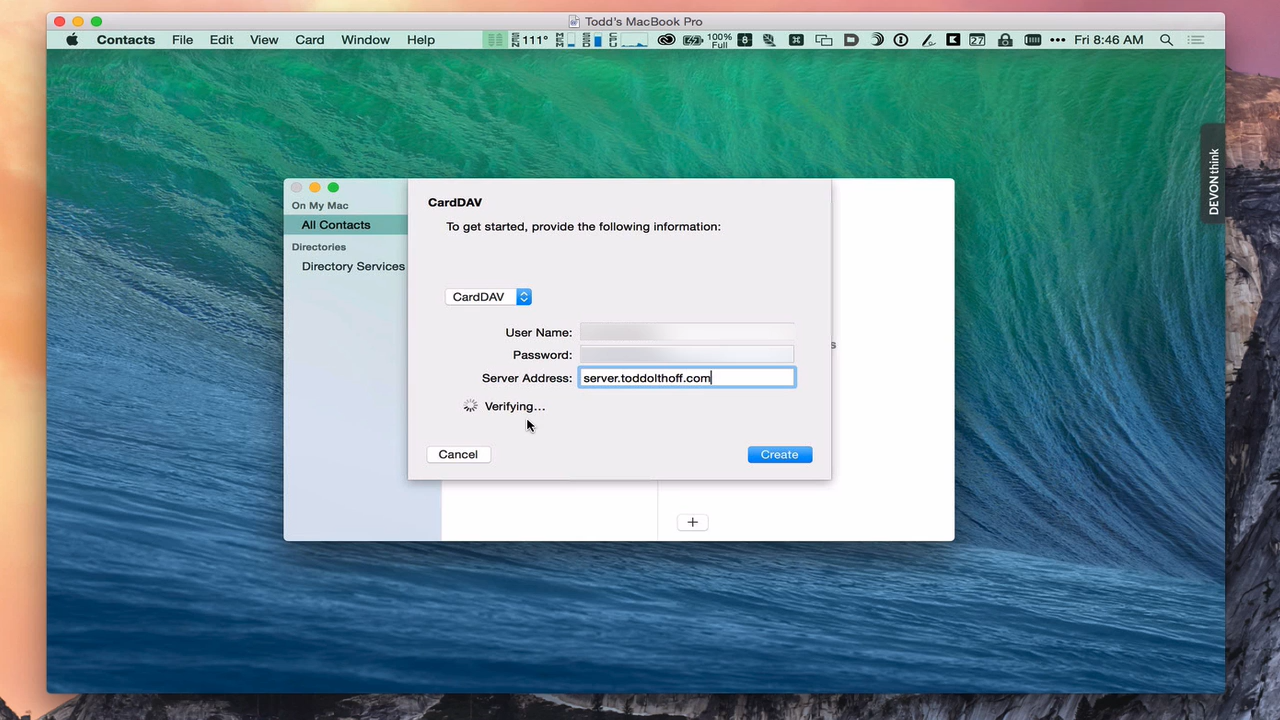 Todd's MacBook Pro
Contacts File Edit View Card Window Help 111° 100% Full 27 Fri 8:46 AM
DEVONthink
On My Mac
All Contacts
Directories
Directory Services
CardDAV
To get started, provide the following information:
CardDAV
User Name:
Password:
Server Address: server.toddolthoff.com
Verifying...
Cancel Create
s
+